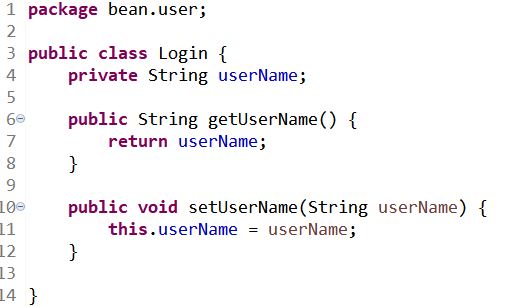 1 package bean.user;
2
3 public class Login {
4     private String userName;
5
6     public String getUserName() {
7         return userName;
8     }
9
10     public void setUserName(String userName) {
11         this.userName = userName;
12     }
13
14 }